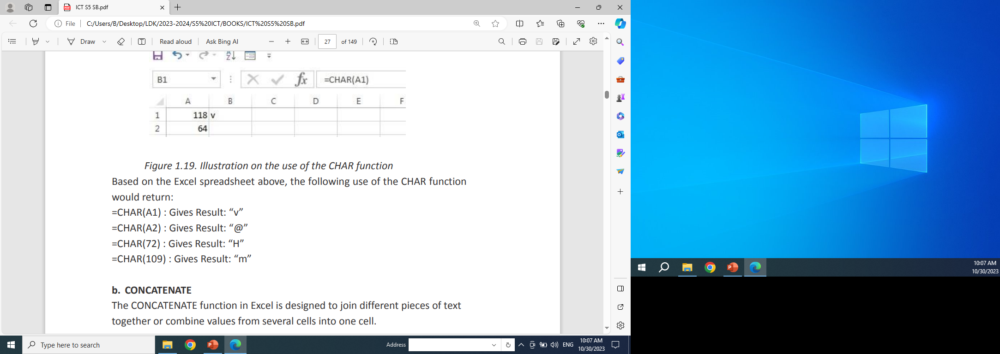 ICT S5 SB.pdf
File
C:/Users/B/Desktop/LDK/2023-2024/S5%20ICT/BOOKS/ICT%20S5%20SB.pdf
Draw
Read aloud
Ask Bing AI
27
of 149
B1
fx
=CHAR(A1)
A B C D E F
1 118 v
2 64
Figure 1.19. Illustration on the use of the CHAR function
Based on the Excel spreadsheet above, the following use of the CHAR function
would return:
=CHAR(A1) : Gives Result: “v”
=CHAR(A2) : Gives Result: “@”
=CHAR(72) : Gives Result: “H”
=CHAR(109) : Gives Result: “m”
b. CONCATENATE
The CONCATENATE function in Excel is designed to join different pieces of text
together or combine values from several cells into one cell.
Type here to search
Address
ENG
10:07 AM
10/30/2023
10:07 AM
10/30/2023